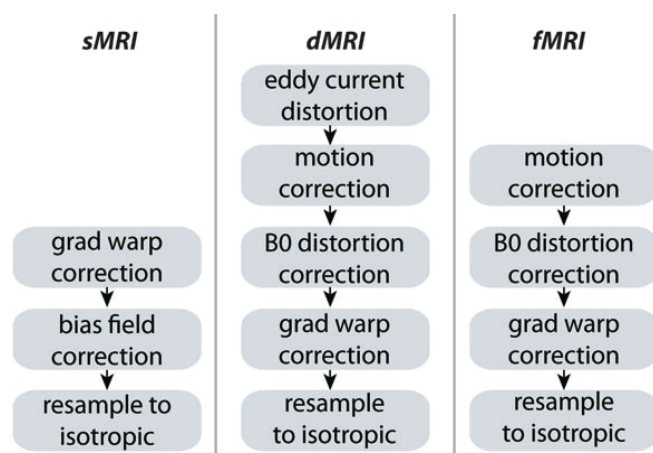 sMRI
grad warp
correction
bias field
correction
resample to
isotropic
dMRI
eddy current
distortion
motion
correction
B0 distortion
correction
grad warp
correction
resample
to isotropic
fMRI
motion
correction
B0 distortion
correction
grad warp
correction
resample
to isotropic